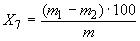 X₇ = (m₁ − m₂)·100 / m